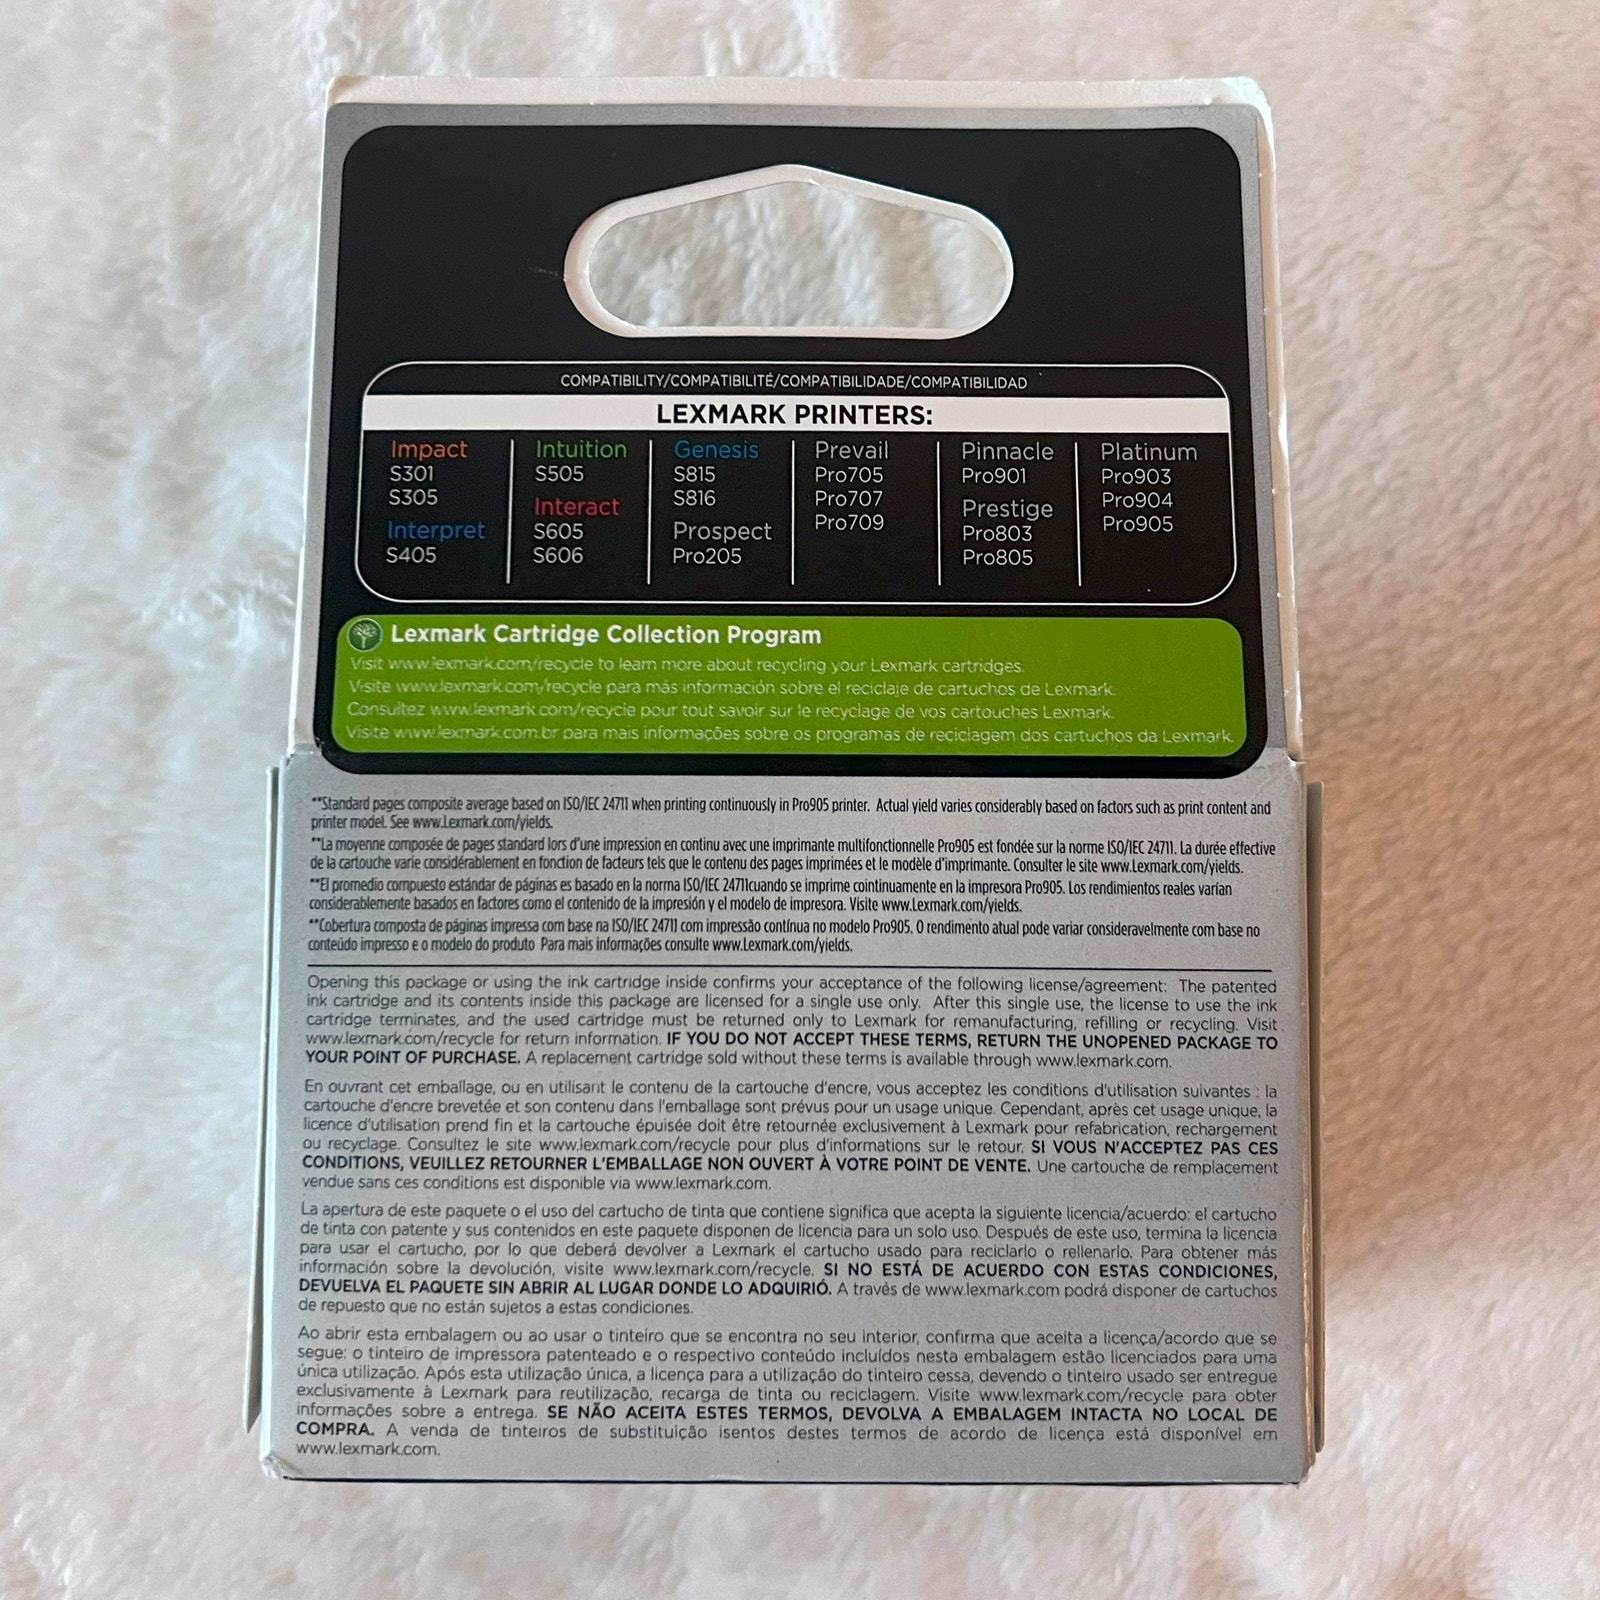 COMPATIBILITY/COMPATIBILITÉ/COMPATIBILIDADE/COMPATIBILIDAD
LEXMARK PRINTERS:
Impact
S301
S305
Interpret
S405
Intuition
S505
Interact
S605
S606
Genesis
S815
S816
Prospect
Pro205
Prevail
Pro705
Pro707
Pro709
Pinnacle
Pro901
Prestige
Pro803
Pro805
Platinum
Pro903
Pro904
Pro905
Lexmark Cartridge Collection Program
Visit www.lexmark.com/recycle to learn more about recycling your Lexmark cartridges.
Visite www.lexmark.com/recycle para más información sobre el reciclaje de cartuchos de Lexmark.
Consultez www.lexmark.com/recycle pour tout savoir sur le recyclage de vos cartouches Lexmark.
Visite www.lexmark.com.br para mais informações sobre os programas de reciclagem dos cartuchos da Lexmark.
**Standard pages composite average based on ISO/IEC 24711 when printing continuously in Pro905 printer. Actual yield varies considerably based on factors such as print content and
printer model. See www.Lexmark.com/yields.
**La moyenne composée de pages standard lors d'une impression en continu avec une imprimante multifonctionnelle Pro905 est fondée sur la norme ISO/IEC 24711. La durée effective
de la cartouche varie considérablement en fonction de facteurs tels que le contenu des pages imprimées et le modèle d'imprimante. Consulter le site www.Lexmark.com/yields.
**El promedio compuesto estándar de páginas es basado en la norma ISO/IEC 24711cuando se imprime cointinuamente en la impresora Pro905. Los rendimientos reales varían
considerablemente basados en factores como el contenido de la impresión y el modelo de impresora. Visite www.Lexmark.com/yields.
**Cobertura composta de páginas impressa com base na ISO/IEC 24711 com impressão contínua no modelo Pro905. O rendimento atual pode variar consideravelmente com base no
conteúdo impresso e o modelo do produto Para mais informações consulte www.Lexmark.com/yields.
Opening this package or using the ink cartridge inside confirms your acceptance of the following license/agreement: The patented
ink cartridge and its contents inside this package are licensed for a single use only. After this single use, the license to use the ink
cartridge terminates, and the used cartridge must be returned only to Lexmark for remanufacturing, refilling or recycling. Visit
www.lexmark.com/recycle for return information. IF YOU DO NOT ACCEPT THESE TERMS, RETURN THE UNOPENED PACKAGE TO
YOUR POINT OF PURCHASE. A replacement cartridge sold without these terms is available through www.lexmark.com.
En ouvrant cet emballage, ou en utilisant le contenu de la cartouche d'encre, vous acceptez les conditions d'utilisation suivantes : la
cartouche d'encre brevetée et son contenu dans l'emballage sont prévus pour un usage unique. Cependant, après cet usage unique, la
licence d'utilisation prend fin et la cartouche épuisée doit être retournée exclusivement à Lexmark pour refabrication, rechargement
ou recyclage. Consultez le site www.lexmark.com/recycle pour plus d'informations sur le retour. SI VOUS N'ACCEPTEZ PAS CES
CONDITIONS, VEUILLEZ RETOURNER L'EMBALLAGE NON OUVERT À VOTRE POINT DE VENTE. Une cartouche de remplacement
vendue sans ces conditions est disponible via www.lexmark.com.
La apertura de este paquete o el uso del cartucho de tinta que contiene significa que acepta la siguiente licencia/acuerdo: el cartucho
de tinta con patente y sus contenidos en este paquete disponen de licencia para un solo uso. Después de este uso, termina la licencia
para usar el cartucho, por lo que deberá devolver a Lexmark el cartucho usado para reciclarlo o rellenarlo. Para obtener más
información sobre la devolución, visite www.lexmark.com/recycle. SI NO ESTÁ DE ACUERDO CON ESTAS CONDICIONES,
DEVUELVA EL PAQUETE SIN ABRIR AL LUGAR DONDE LO ADQUIRIÓ. A través de www.lexmark.com podrá disponer de cartuchos
de repuesto que no están sujetos a estas condiciones.
Ao abrir esta embalagem ou ao usar o tinteiro que se encontra no seu interior, confirma que aceita a licença/acordo que se
segue: o tinteiro de impressora patenteado e o respectivo conteúdo incluídos nesta embalagem estão licenciados para uma
única utilização. Após esta utilização única, a licença para a utilização do tinteiro cessa, devendo o tinteiro usado ser entregue
exclusivamente à Lexmark para reutilização, recarga de tinta ou reciclagem. Visite www.lexmark.com/recycle para obter
informações sobre a entrega. SE NÃO ACEITA ESTES TERMOS, DEVOLVA A EMBALAGEM INTACTA NO LOCAL DE
COMPRA. A venda de tinteiros de substituição isentos destes termos de acordo de licença está disponível em
www.lexmark.com.